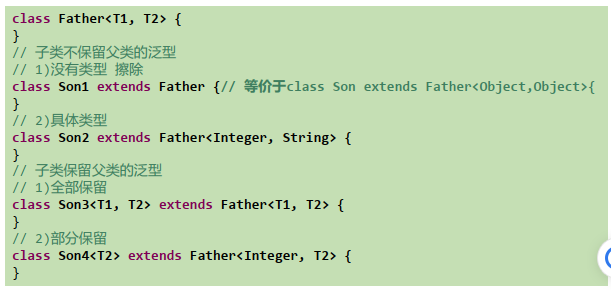 class Father<T1, T2> {
}
// 子类不保留父类的泛型
// 1)没有类型 擦除
class Son1 extends Father {// 等价于class Son extends Father<Object,Object>{
}
// 2)具体类型
class Son2 extends Father<Integer, String> {
}
// 子类保留父类的泛型
// 1)全部保留
class Son3<T1, T2> extends Father<T1, T2> {
}
// 2)部分保留
class Son4<T2> extends Father<Integer, T2> {
}